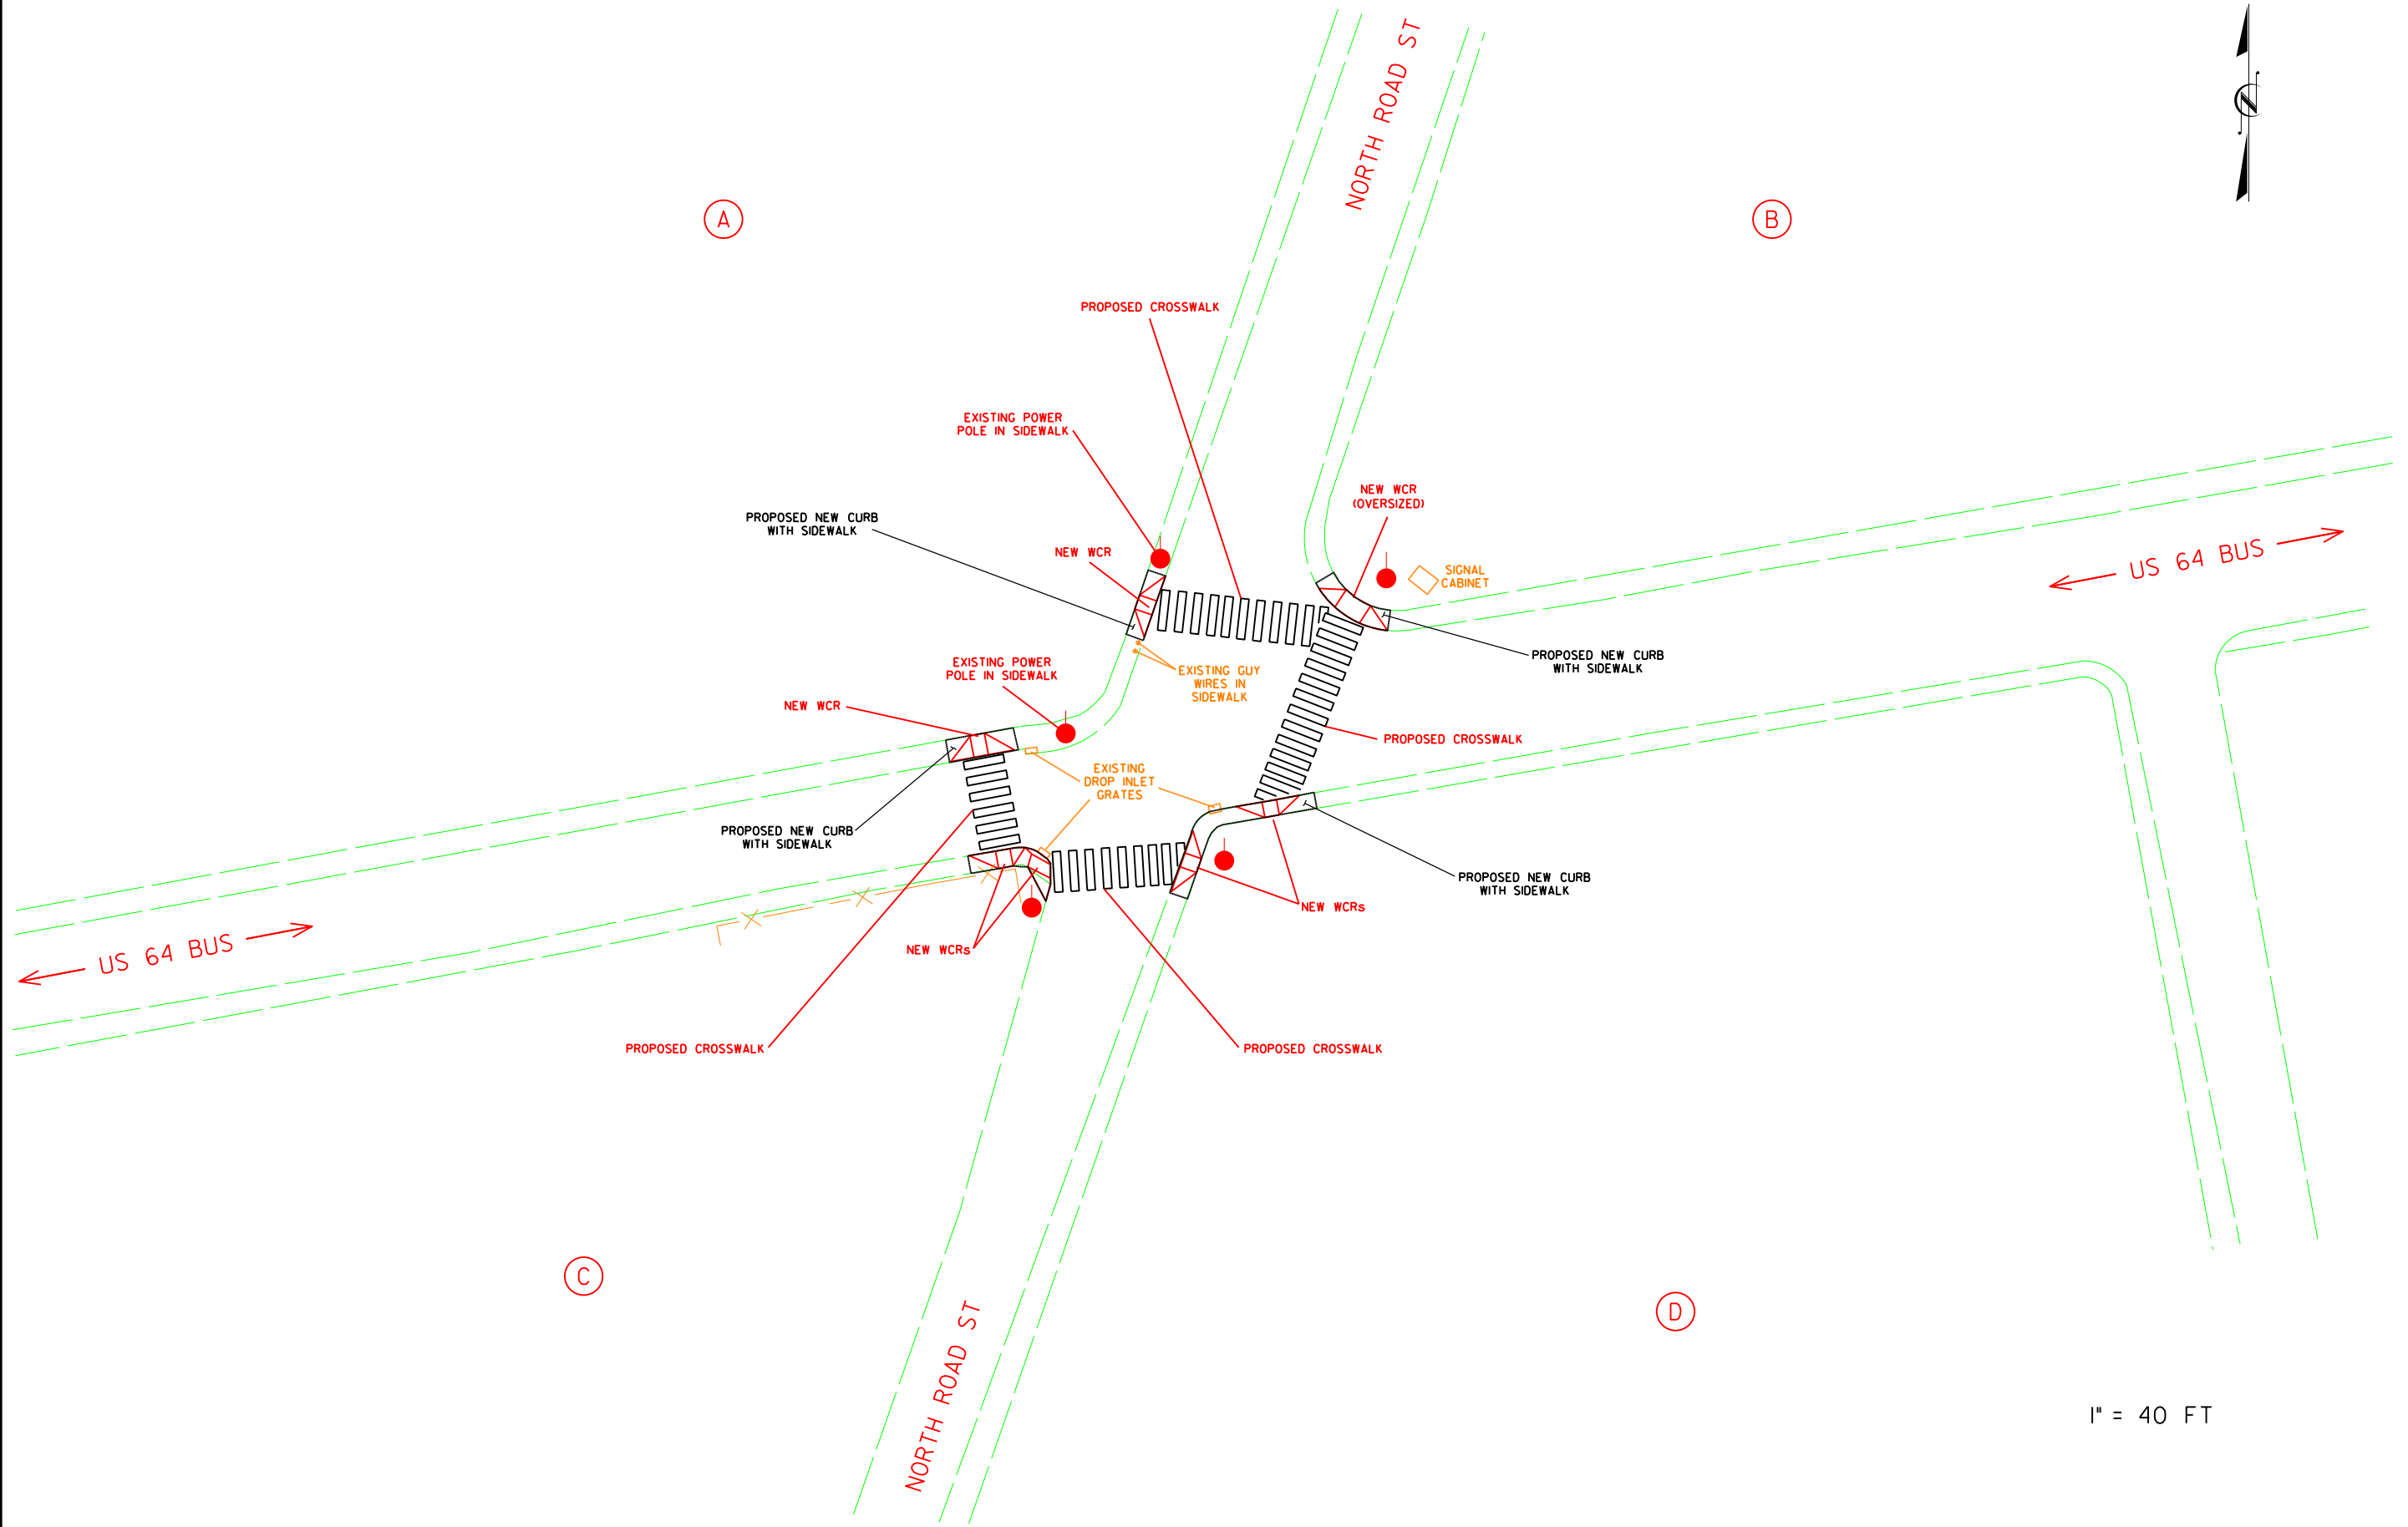 NORTH ROAD ST
N
A
B
PROPOSED CROSSWALK
EXISTING POWER
POLE IN SIDEWALK
NEW WCR
(OVERSIZED)
PROPOSED NEW CURB
WITH SIDEWALK
NEW WCR
SIGNAL
CABINET
US 64 BUS
EXISTING POWER
POLE IN SIDEWALK
EXISTING GUY
WIRES IN
SIDEWALK
PROPOSED NEW CURB
WITH SIDEWALK
NEW WCR
PROPOSED CROSSWALK
EXISTING
DROP INLET
GRATES
PROPOSED NEW CURB
WITH SIDEWALK
PROPOSED NEW CURB
WITH SIDEWALK
NEW WCRs
US 64 BUS
NEW WCRs
PROPOSED CROSSWALK
PROPOSED CROSSWALK
C
D
NORTH ROAD ST
1" = 40 FT